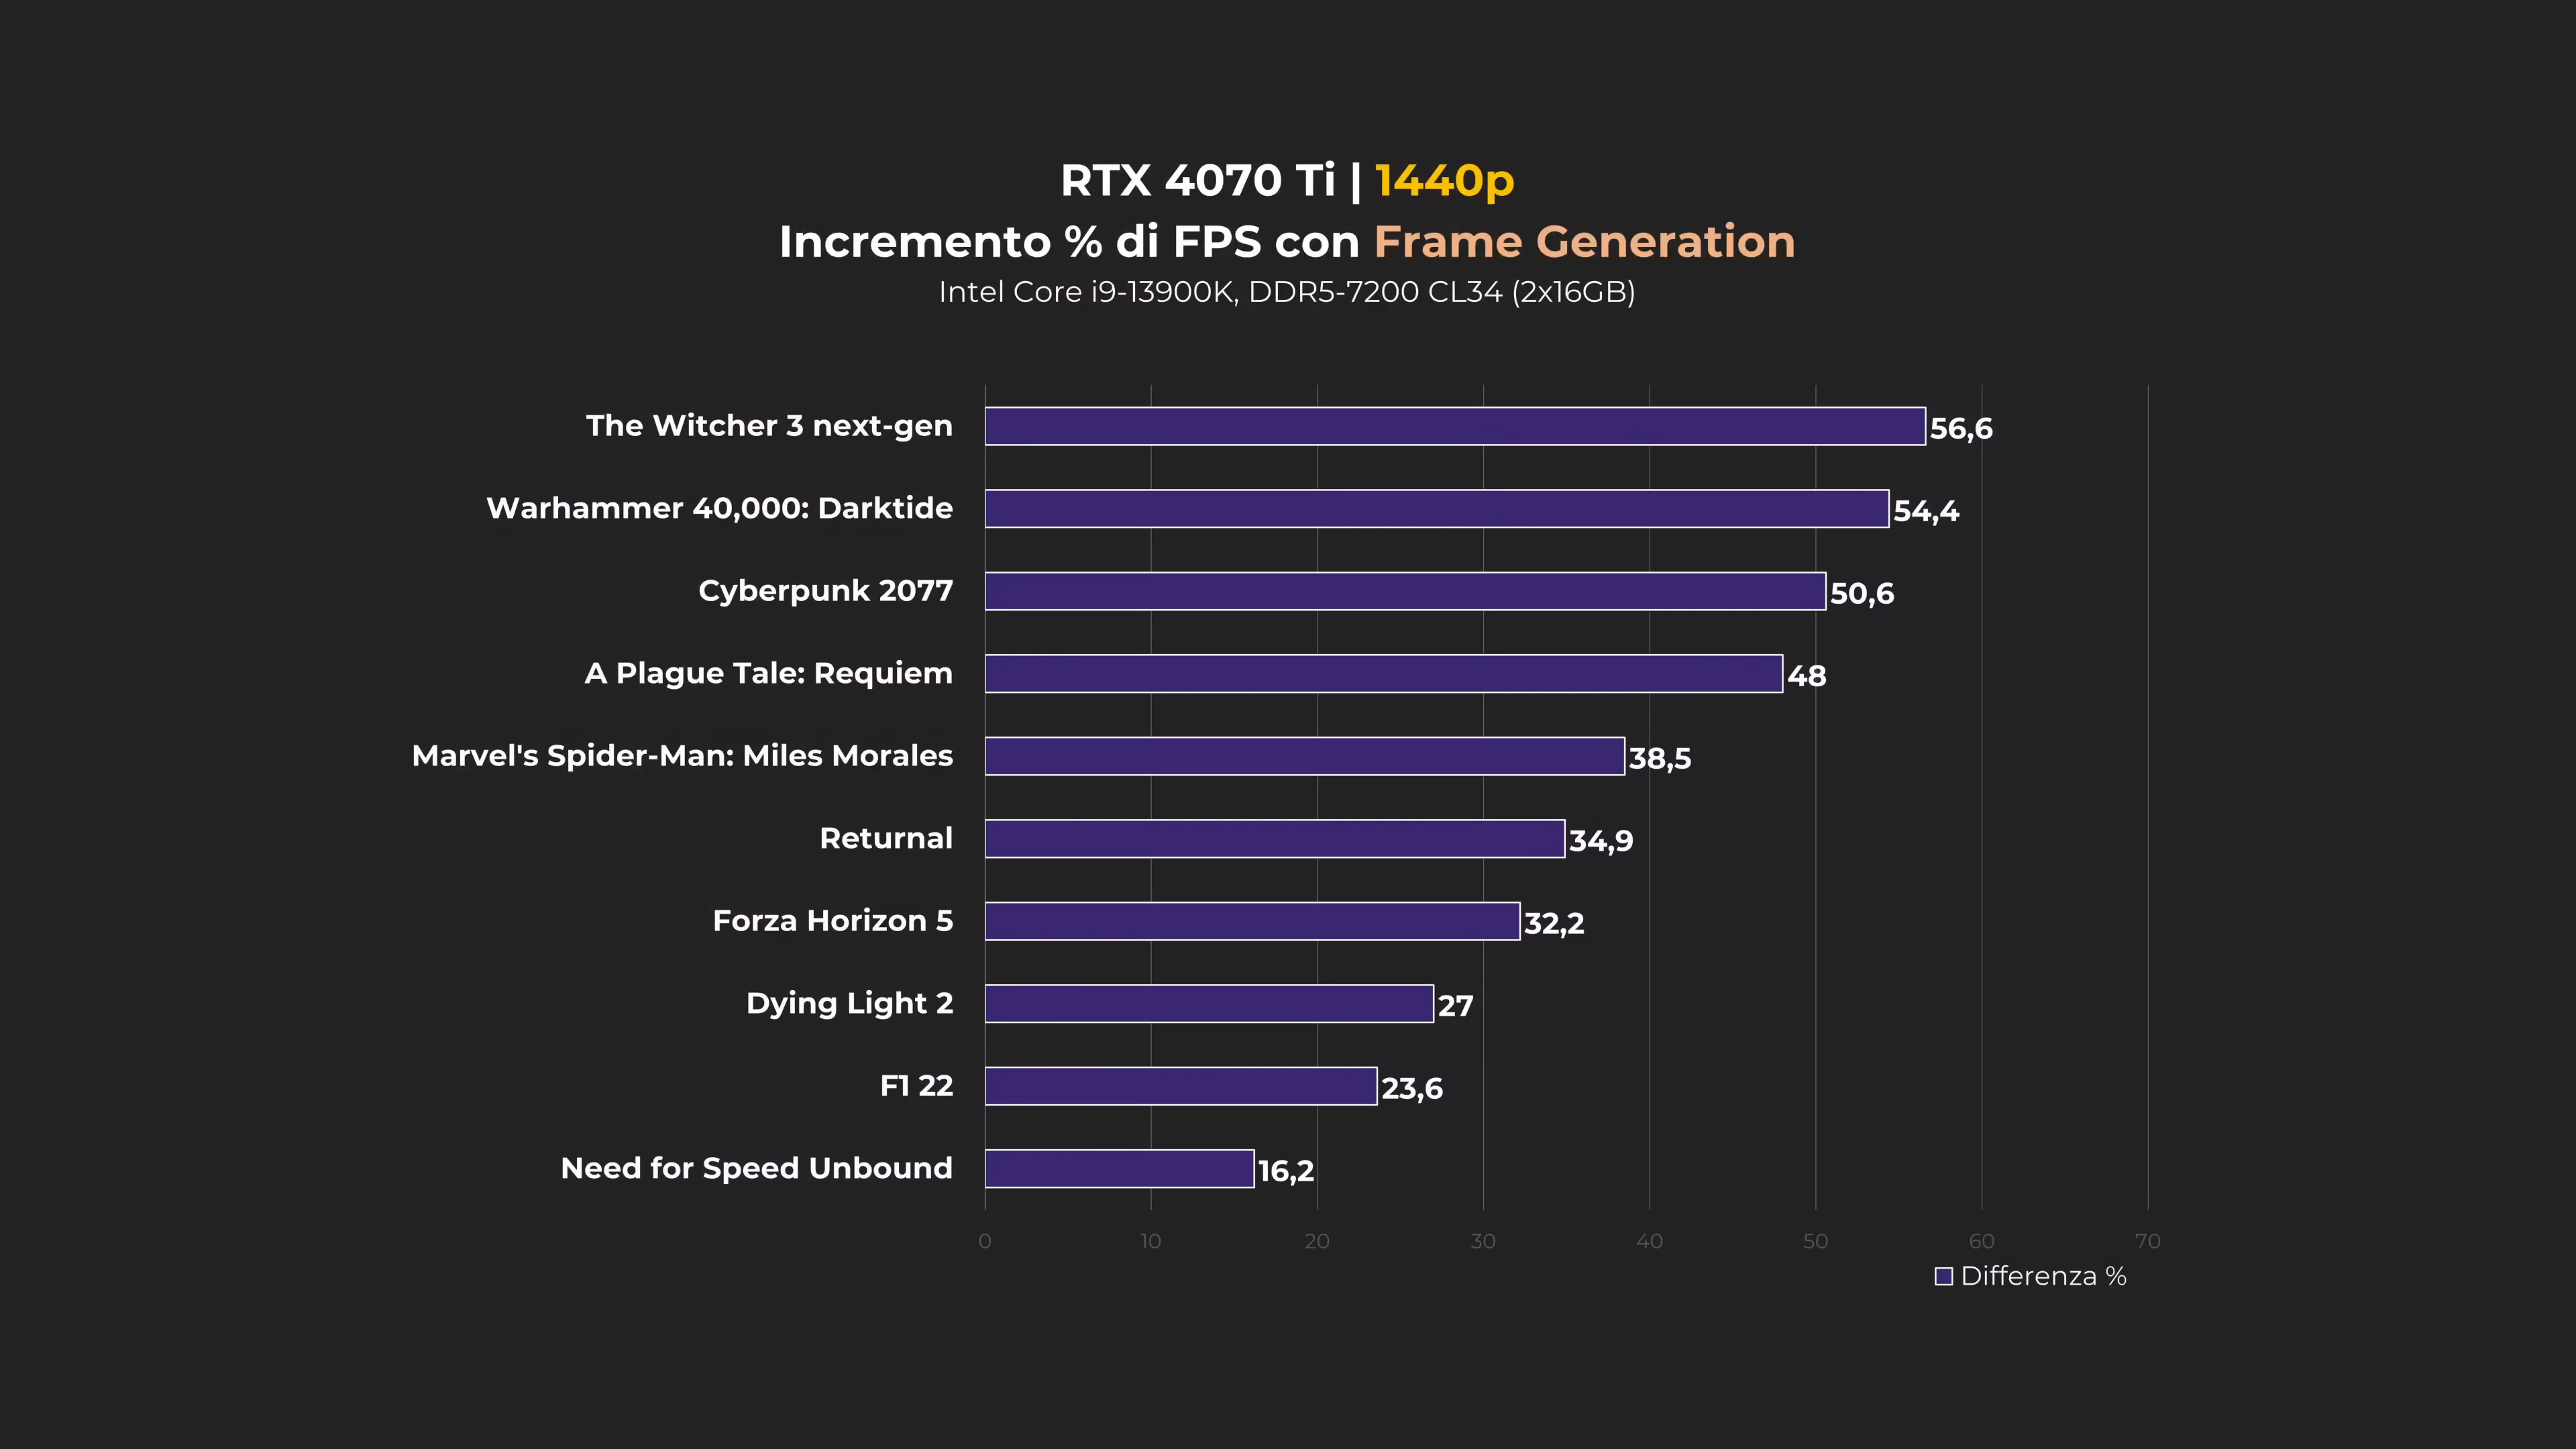 RTX 4070 Ti | 1440p
Incremento % di FPS con Frame Generation
Intel Core i9-13900K, DDR5-7200 CL34 (2x16GB)
The Witcher 3 next-gen 56,6
Warhammer 40,000: Darktide 54,4
Cyberpunk 2077 50,6
A Plague Tale: Requiem 48
Marvel's Spider-Man: Miles Morales 38,5
Returnal 34,9
Forza Horizon 5 32,2
Dying Light 2 27
F1 22 23,6
Need for Speed Unbound 16,2
0 10 20 30 40 50 60 70
Differenza %